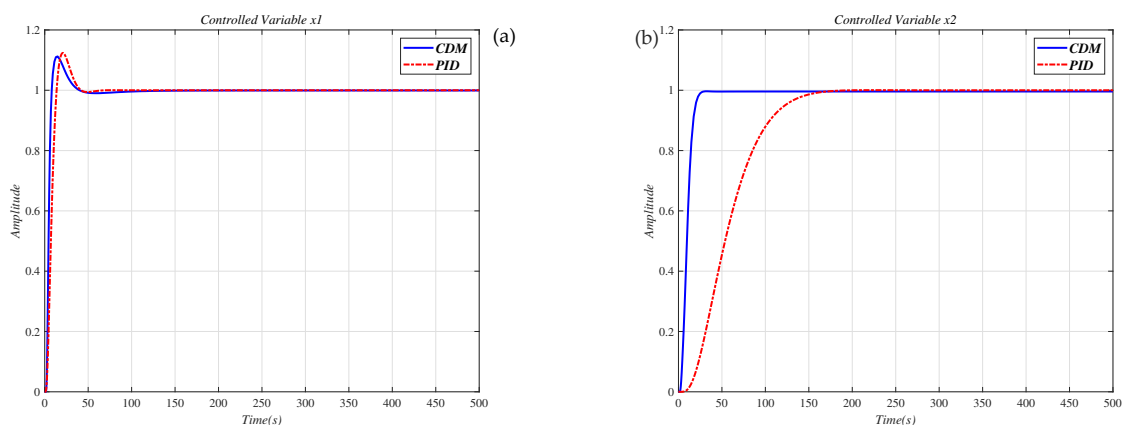 Controlled Variable x1
1.2
1
0.8
0.6
0.4
0.2
0
Amplitude
CDM
PID
0 50 100 150 200 250 300 350 400 450 500
Time(s)
(a)
Controlled Variable x2
(b)
1.2
1
0.8
0.6
0.4
0.2
0
Amplitude
CDM
PID
0 50 100 150 200 250 300 350 400 450 500
Time(s)